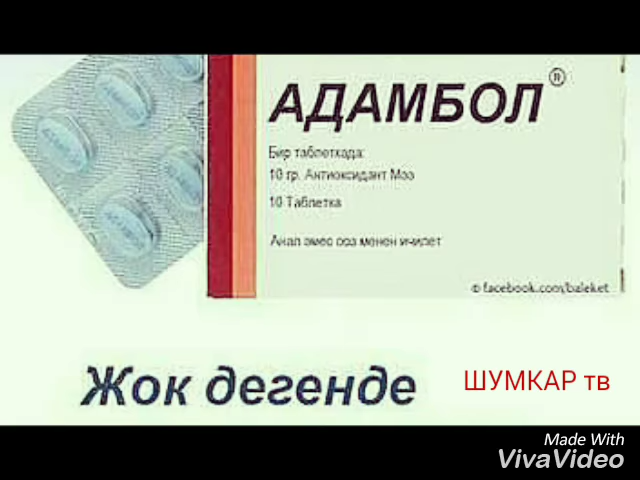 АДАМБОЛ®
Бир таблеткада:
10 гр. Антиоксидант Мээ
10 Таблетка
Анал эмес ооз менен ичилет
© facebook.com/baleket
Жок дегенде
ШУМКАР тв
Made With
VivaVideo